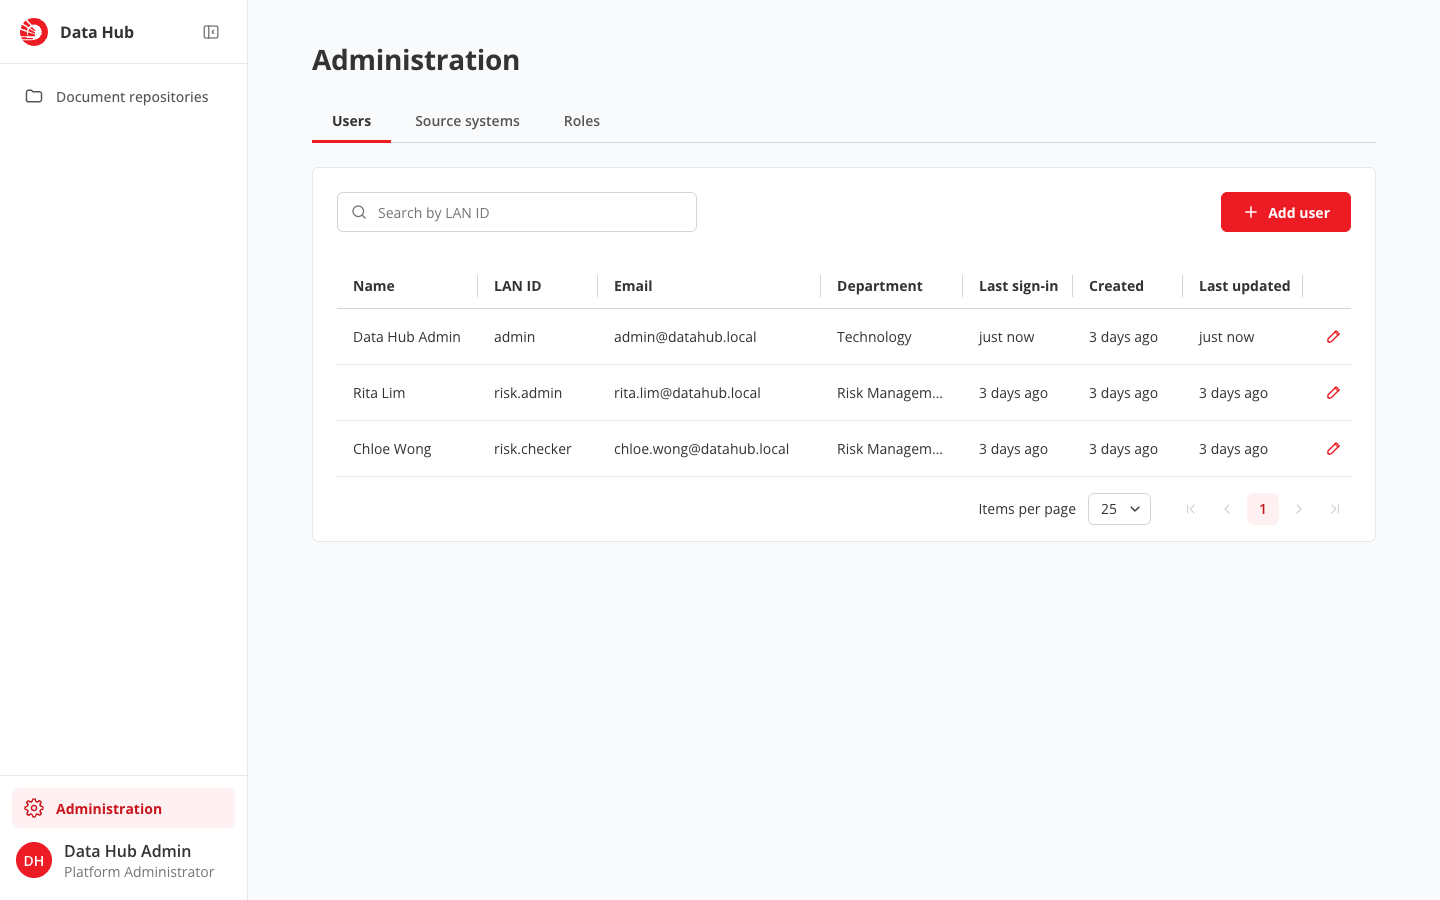 Data Hub
Document repositories
Administration
Users Source systems Roles
Search by LAN ID
Add user
Name LAN ID Email Department Last sign-in Created Last updated
Data Hub Admin admin admin@datahub.local Technology just now 3 days ago just now
Rita Lim risk.admin rita.lim@datahub.local Risk Managem... 3 days ago 3 days ago 3 days ago
Chloe Wong risk.checker chloe.wong@datahub.local Risk Managem... 3 days ago 3 days ago 3 days ago
Items per page 25 1
Administration
DH
Data Hub Admin
Platform Administrator